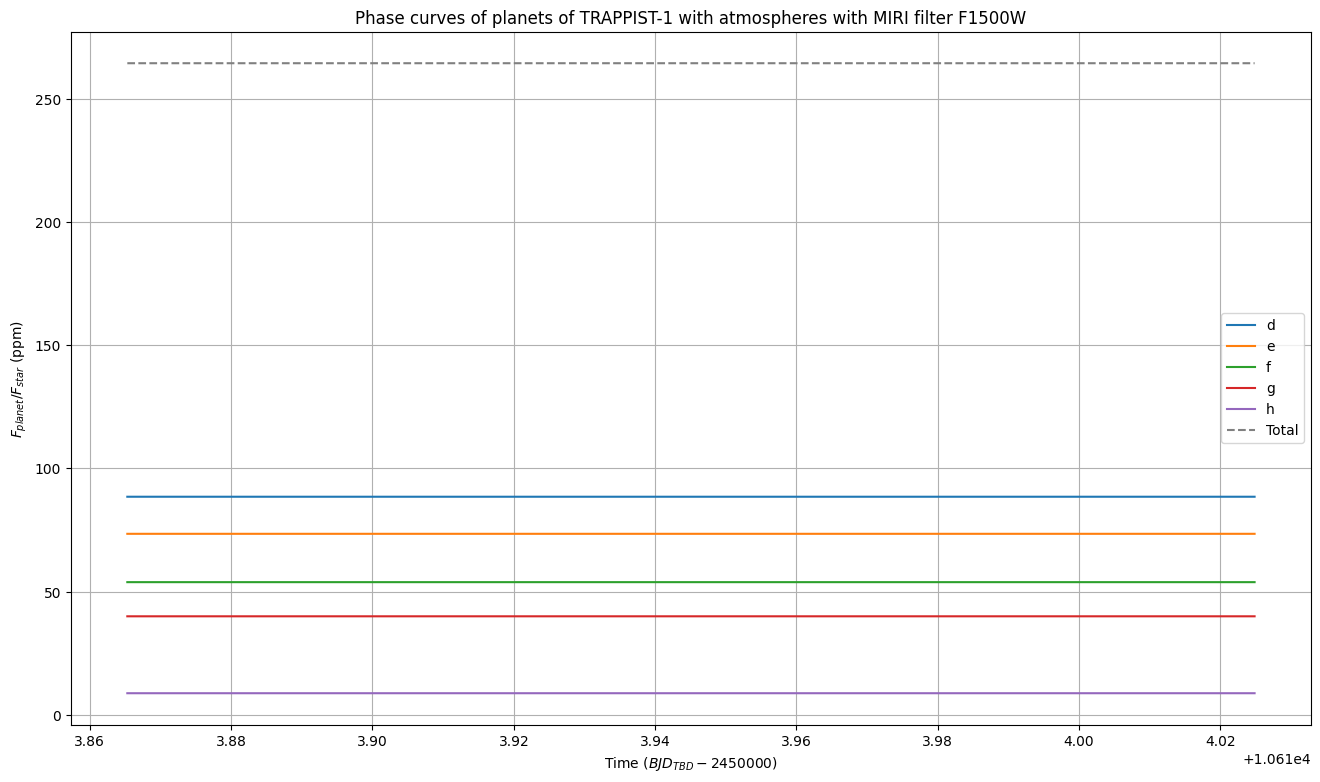 Phase curves of planets of TRAPPIST-1 with atmospheres with MIRI filter F1500W
F_planet/F_star (ppm)
250
200
150
100
50
0
d
e
f
g
h
Total
3.86 3.88 3.90 3.92 3.94 3.96 3.98 4.00 4.02
+1.061e4
Time (BJD_TBD − 2450000)